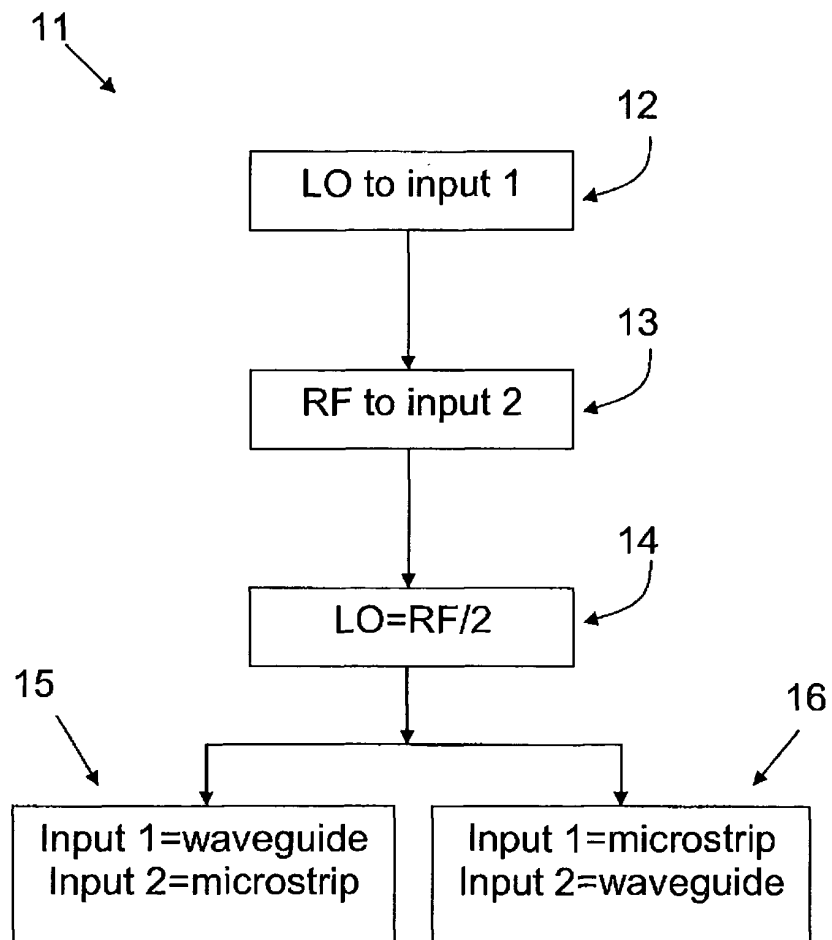 11
12
LO to input 1
13
RF to input 2
14
LO=RF/2
15
16
Input 1=waveguide
Input 2=microstrip
Input 1=microstrip
Input 2=waveguide